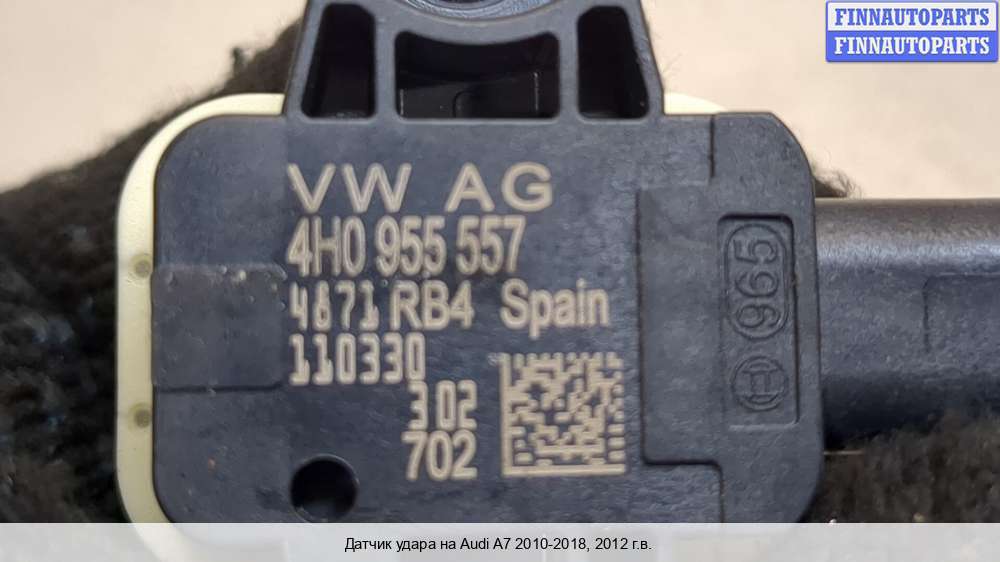 FINNAUTOPARTS
FINNAUTOPARTS
VW AG
4H0 955 557
4871 RB4 Spain
110330
302
702
965
Датчик удара на Audi A7 2010-2018, 2012 г.в.